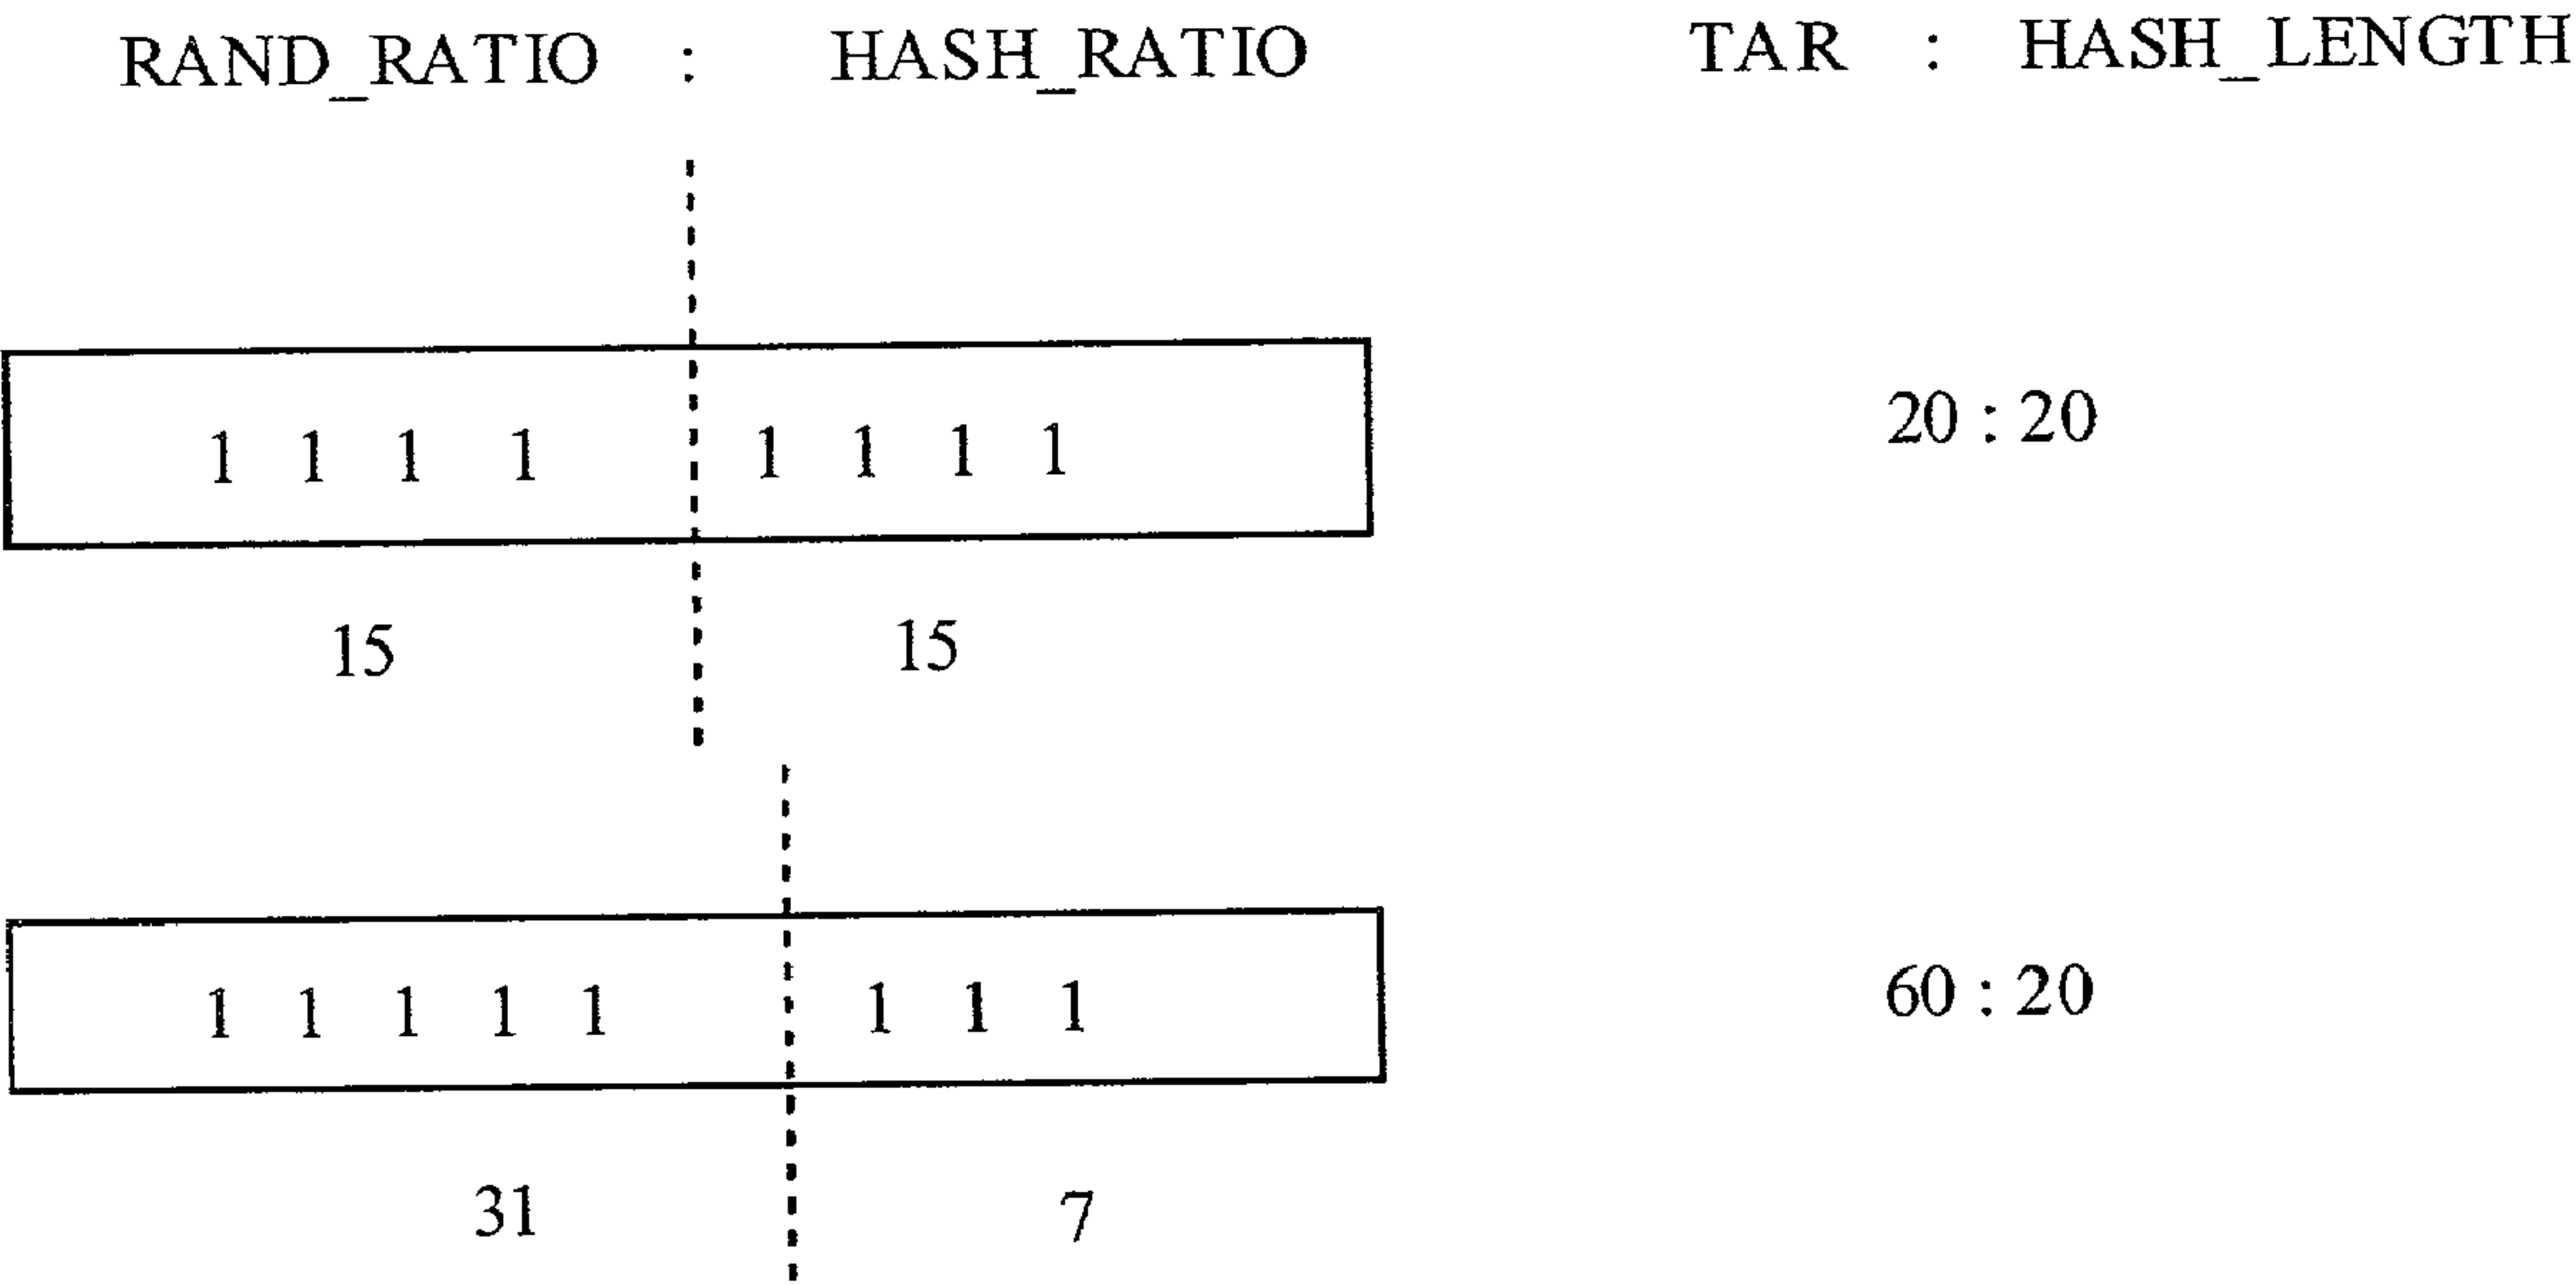 RAND_RATIO : HASH_RATIO TAR : HASH_LENGTH
1 1 1 1 1 1 1 1 20 : 20
15 15
1 1 1 1 1 1 1 1 60 : 20
31 7